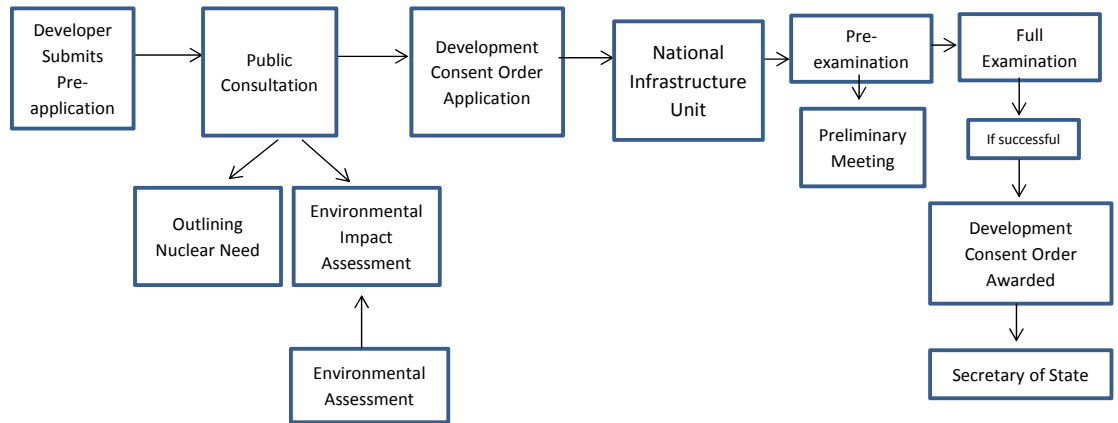 Developer
Submits
Pre-
application
Public
Consultation
Development
Consent Order
Application
National
Infrastructure
Unit
Pre-
examination
Full
Examination
Preliminary
Meeting
If successful
Outlining
Nuclear Need
Environmental
Impact
Assessment
Development
Consent Order
Awarded
Environmental
Assessment
Secretary of State